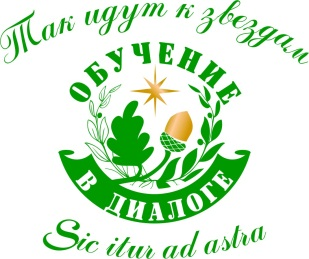 Так идут к звездам
ОБУЧЕНИЕ
В ДИАЛОГЕ
Sic itur ad astra